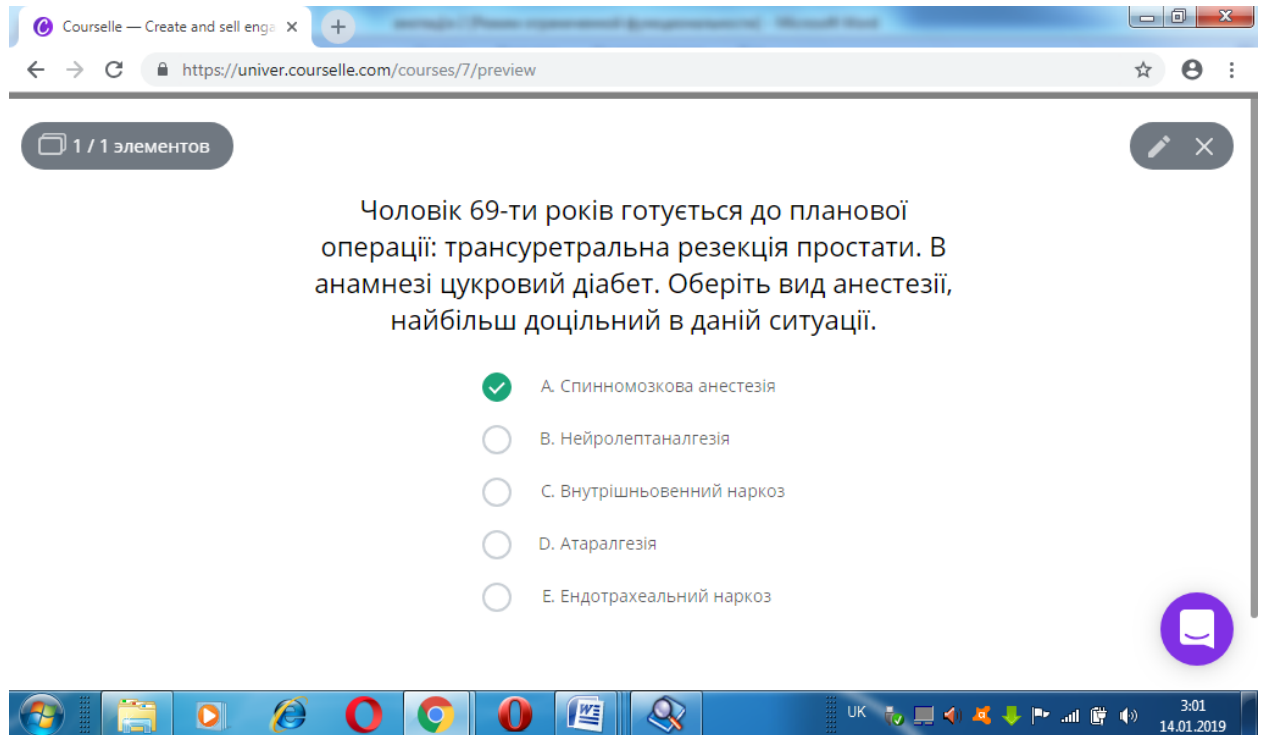 Courselle — Create and sell enga
https://univer.courselle.com/courses/7/preview
1 / 1 элементов
Чоловік 69-ти років готується до планової
операції: трансуретральна резекція простати. В
анамнезі цукровий діабет. Оберіть вид анестезії,
найбільш доцільний в даній ситуації.
A. Спинномозкова анестезія
B. Нейролептаналгезія
C. Внутрішньовенний наркоз
D. Атаралгезія
E. Ендотрахеальний наркоз
UK
3:01
14.01.2019